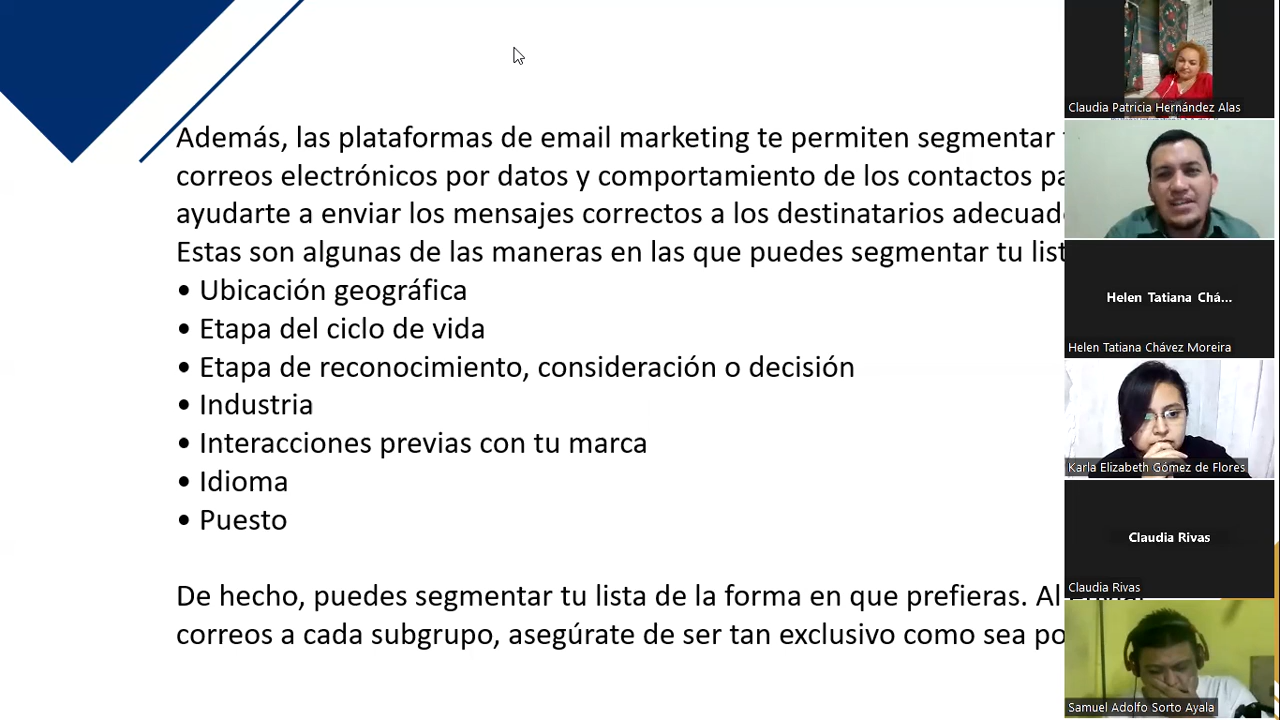 Además, las plataformas de email marketing te permiten segmentar
correos electrónicos por datos y comportamiento de los contactos
ayudarte a enviar los mensajes correctos a los destinatarios
Estas son algunas de las maneras en las que puedes segmentar tu
• Ubicación geográfica
• Etapa del ciclo de vida
• Etapa de reconocimiento, consideración o decisión
• Industria
• Interacciones previas con tu marca
• Idioma
• Puesto
De hecho, puedes segmentar tu lista de la forma en que prefieras. Al
correos a cada subgrupo, asegúrate de ser tan exclusivo como sea
Claudia Patricia Hernández Alas
Helen Tatiana Chá...
Helen Tatiana Chávez Moreira
Karla Elizabeth Gómez de Flores
Claudia Rivas
Claudia Rivas
Samuel Adolfo Sorto Ayala